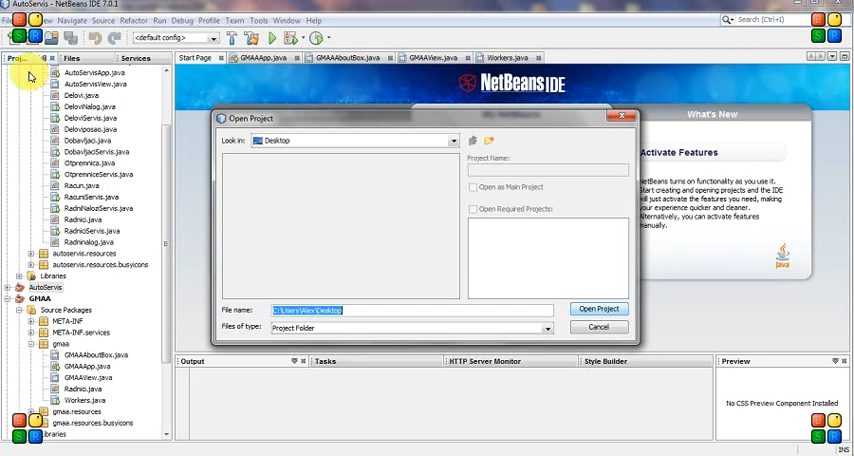 AutoServis - NetBeans IDE 7.0.1
View Navigate Source Refactor Run Debug Profile Team Tools Window Help
Search (Ctrl+I)
<default config>
Proj... Files Services
Start Page GMAAApp.java GMAAAboutBox.java GMAAView.java Workers.java
AutoServisApp.java
AutoServisView.java
Delovi.java
DeloviNalog.java
DeloviServis.java
Deloviposao.java
Dobavljaci.java
DobavljaciServis.java
Otpremnica.java
Racun.java
RacuniServis.java
RadniNaloziServis.java
Radnici.java
RadniciServis.java
Radninalog.java
autoservis.resources
autoservis.resources.busyicons
Libraries
AutoServis
GMAA
Source Packages
META-INF
META-INF.services
gmaa
GMAAAboutBox.java
GMAAApp.java
GMAAView.java
Radnici.java
Workers.java
gmaa.resources
gmaa.resources.busyicons
Libraries
NetBeans IDE
My NetBeans
What's New
Activate Features
NetBeans turns on functionality as you use it.
Start creating and opening projects and the IDE
will just activate the features you need, making
your experience quicker and cleaner.
Alternatively, you can activate features
manually.
Java
Open Project
Look in: Desktop
Project Name:
Open as Main Project
Open Required Projects:
File name: C:\Users\Alex\Desktop
Open Project
Files of type: Project Folder
Cancel
Output Tasks HTTP Server Monitor Style Builder
Preview
No CSS Preview Component Installed
INS
B
S R
B
S R
B
S R
B
S R